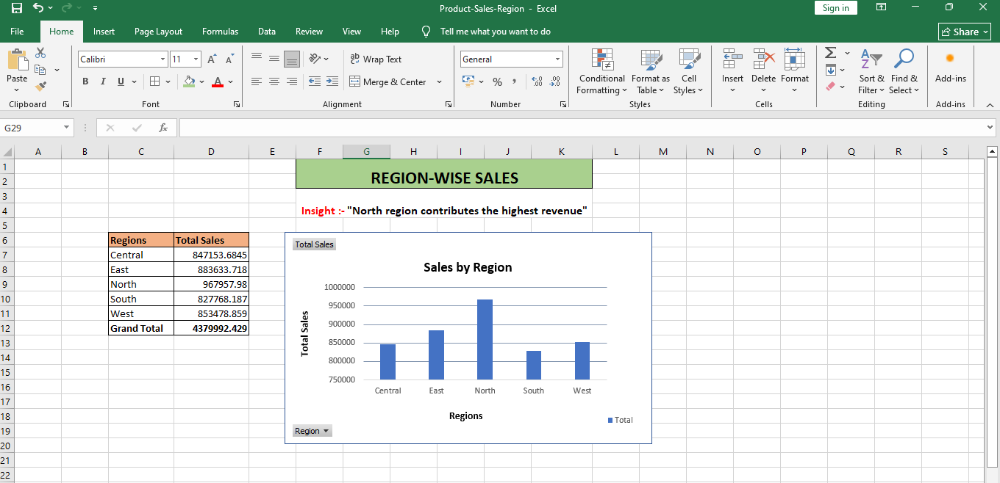 Product-Sales-Region - Excel
Sign in
File Home Insert Page Layout Formulas Data Review View Help Tell me what you want to do Share
Paste
Calibri 11
B I U A
A A
ab Wrap Text
Merge & Center
General
% , .00 .0
Conditional Formatting
Format as Table
Cell Styles
Insert Delete Format
Sort & Filter
Find & Select
Add-ins
Clipboard Font Alignment Number Styles Cells Editing Add-ins
G29 fx
A B C D E F G H I J K L M N O P Q R S
1
REGION-WISE SALES
2
3
4 Insight :- "North region contributes the highest revenue"
5
6 Regions Total Sales
7 Central 847153.6845
8 East 883633.718
9 North 967957.98
10 South 827768.187
11 West 853478.859
12 Grand Total 4379992.429
13
14
15
16
17
18
19
20
21
22
Total Sales
Sales by Region
Total Sales
1000000
950000
900000
850000
800000
750000
Central East North South West
Regions
Total
Region